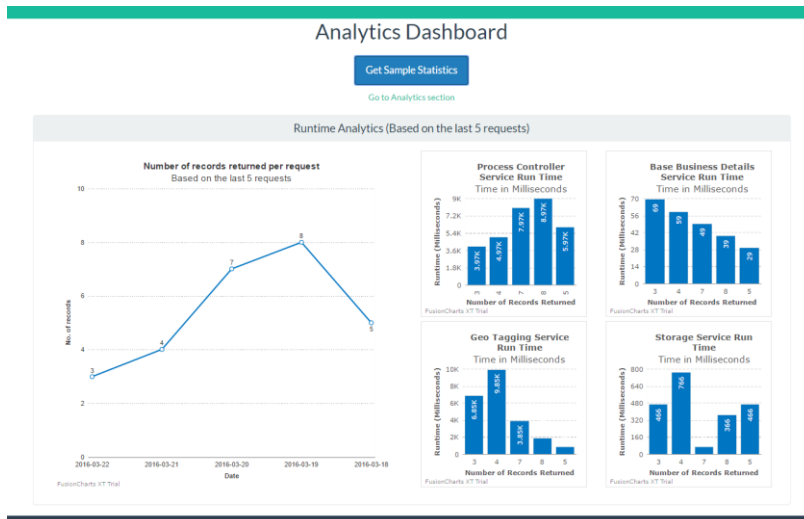 Analytics Dashboard
Get Sample Statistics
Go to Analytics section
Runtime Analytics (Based on the last 5 requests)
Number of records returned per request
Based on the last 5 requests
No. of records
10
8
6
4
2
0
3
4
7
8
5
2016-03-22 2016-03-21 2016-03-20 2016-03-19 2016-03-18
Date
FusionCharts XT Trial
Process Controller
Service Run Time
Time in Milliseconds
Runtime (Milliseconds)
9K
7.2K
5.4K
3.6K
1.8K
0
3.97K 4.97K 7.97K 8.97K 5.97K
3 4 7 8 5
Number of Records Returned
FusionCharts XT Trial
Base Business Details
Service Run Time
Time in Milliseconds
Runtime (Milliseconds)
70
56
42
28
14
0
69 59 49 39 29
3 4 7 8 5
Number of Records Returned
FusionCharts XT Trial
Geo Tagging Service
Run Time
Time in Milliseconds
Runtime (Milliseconds)
10K
8K
6K
4K
2K
0
6.85K 9.85K 3.85K
3 4 7 8 5
Number of Records Returned
FusionCharts XT Trial
Storage Service Run
Time
Time in Milliseconds
Runtime (Milliseconds)
800
640
480
320
160
0
466 766 366 466
3 4 7 8 5
Number of Records Returned
FusionCharts XT Trial